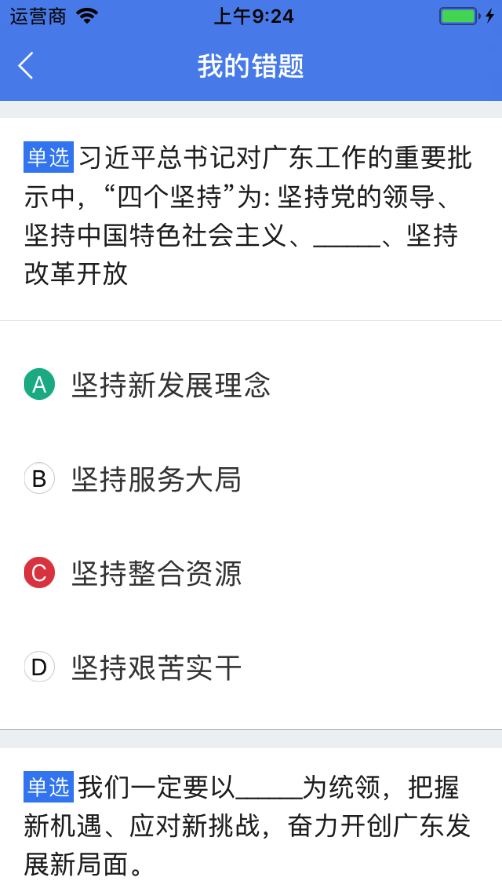 运营商 上午9:24
我的错题
单选 习近平总书记对广东工作的重要批
示中，“四个坚持”为: 坚持党的领导、
坚持中国特色社会主义、______、坚持
改革开放
A 坚持新发展理念
B 坚持服务大局
C 坚持整合资源
D 坚持艰苦实干
单选 我们一定要以______为统领，把握
新机遇、应对新挑战，奋力开创广东发
展新局面。